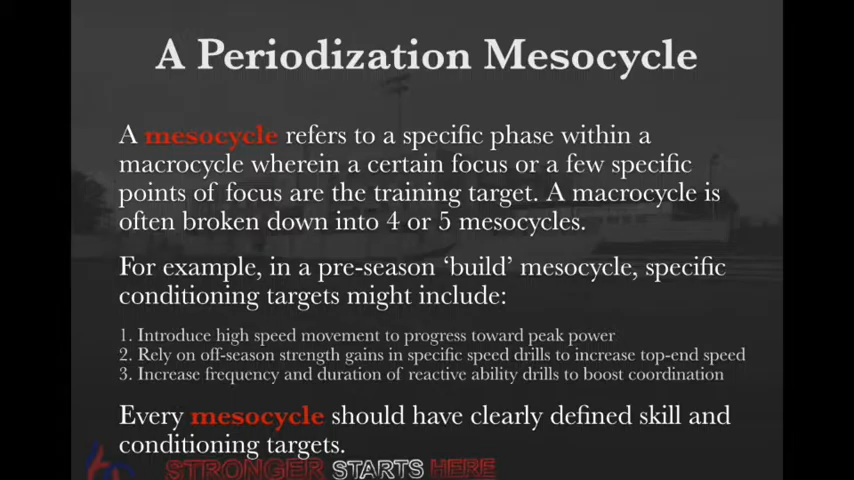 A Periodization Mesocycle
A mesocycle refers to a specific phase within a
macrocycle wherein a certain focus or a few specific
points of focus are the training target. A macrocycle is
often broken down into 4 or 5 mesocycles.
For example, in a pre-season ‘build’ mesocycle, specific
conditioning targets might include:
1. Introduce high speed movement to progress toward peak power
2. Rely on off-season strength gains in specific speed drills to increase top-end speed
3. Increase frequency and duration of reactive ability drills to boost coordination
Every mesocycle should have clearly defined skill and
conditioning targets.
STRONGER STARTS HERE